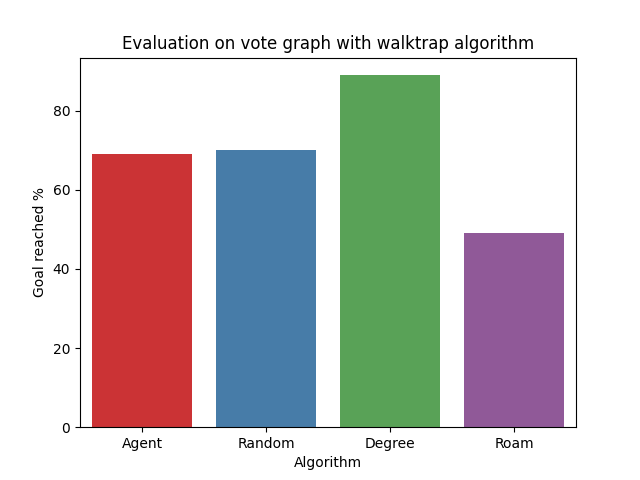 Evaluation on vote graph with walktrap algorithm
Goal reached %
80
60
40
20
0
Agent Random Degree Roam
Algorithm